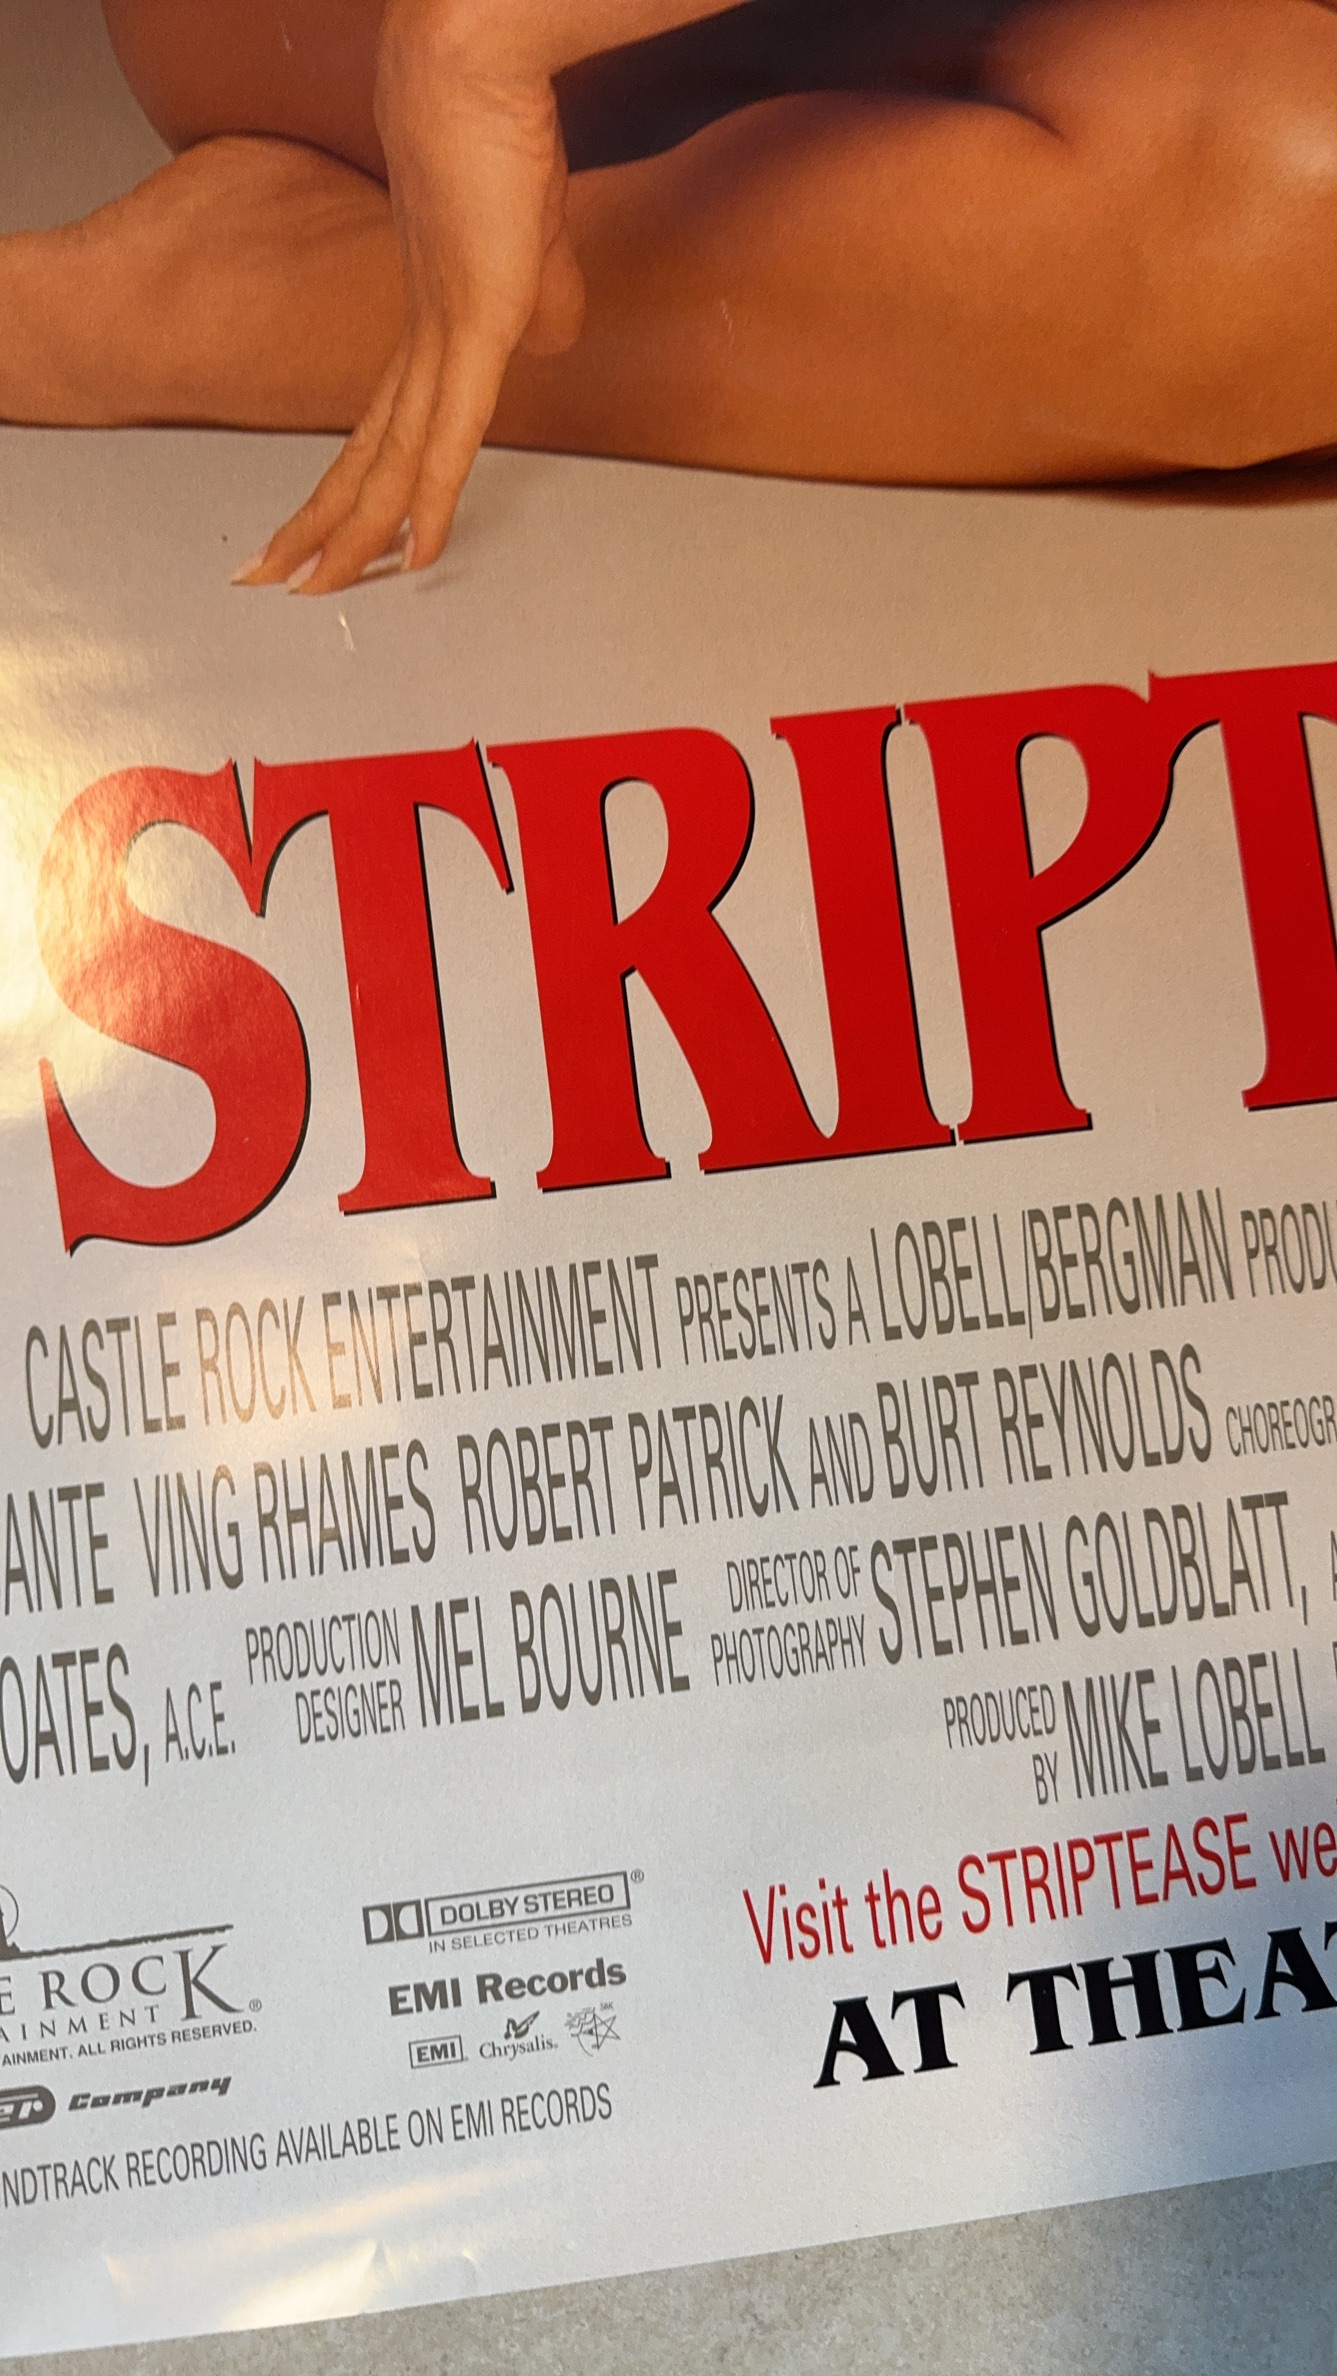 STRIPT
CASTLE ROCK ENTERTAINMENT PRESENTS A LOBELL/BERGMAN PRODU
ANTE VING RHAMES ROBERT PATRICK AND BURT REYNOLDS CHOREOGR
OATES, A.C.E. PRODUCTION DESIGNER MEL BOURNE DIRECTOR OF PHOTOGRAPHY STEPHEN GOLDBLATT,
PRODUCED BY MIKE LOBELL
Visit the STRIPTEASE we
AT THEA
DOLBY STEREO ®
IN SELECTED THEATRES
E ROCK ®
AINMENT
AINMENT. ALL RIGHTS RESERVED.
EMI Records
EMI Chrysalis. SBK
Company
NDTRACK RECORDING AVAILABLE ON EMI RECORDS